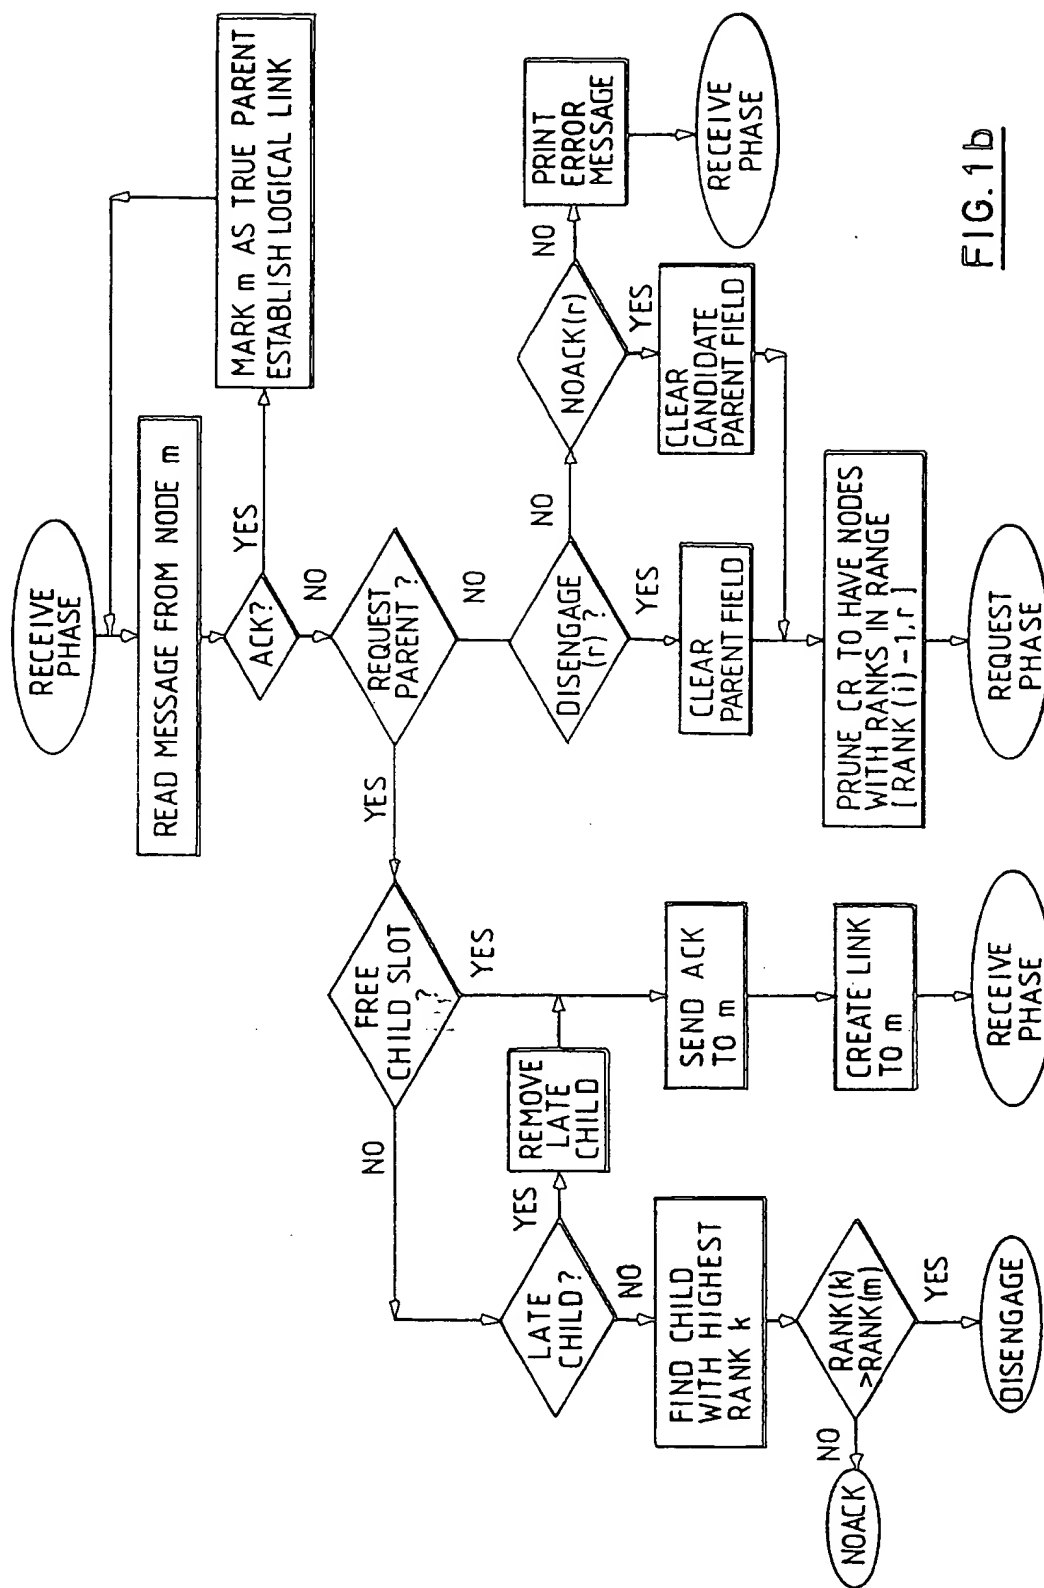 RECEIVE
PHASE
READ MESSAGE FROM NODE m
ACK?
YES
MARK m AS TRUE PARENT
ESTABLISH LOGICAL LINK
NO
REQUEST
PARENT?
YES
NO
FREE
CHILD SLOT
?
NO
YES
LATE
CHILD?
YES
REMOVE
LATE
CHILD
NO
FIND CHILD
WITH HIGHEST
RANK k
RANK(k)
>RANK(m)
NO
NOACK
YES
DISENGAGE
SEND ACK
TO m
CREATE LINK
TO m
RECEIVE
PHASE
DISENGAGE
(r) ?
NO
YES
CLEAR
PARENT FIELD
NOACK(r)
NO
PRINT
ERROR
MESSAGE
RECEIVE
PHASE
YES
CLEAR
CANDIDATE
PARENT FIELD
PRUNE CR TO HAVE NODES
WITH RANKS IN RANGE
[RANK(i)-1,r]
REQUEST
PHASE
FIG.1b